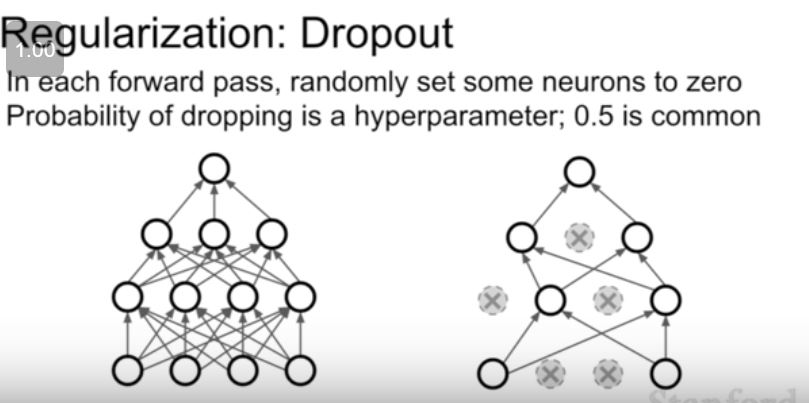 Regularization: Dropout
1.00
In each forward pass, randomly set some neurons to zero
Probability of dropping is a hyperparameter; 0.5 is common
Stanford